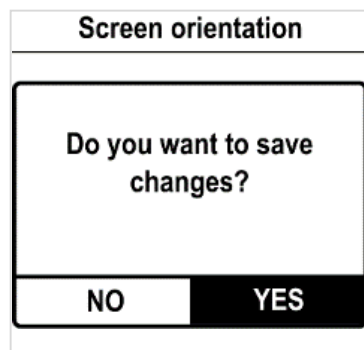 Screen orientation
Do you want to save
changes?
NO YES